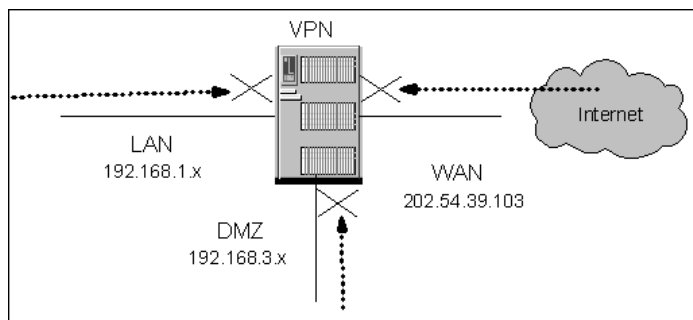 VPN
Internet
LAN
192.168.1.x
WAN
202.54.39.103
DMZ
192.168.3.x